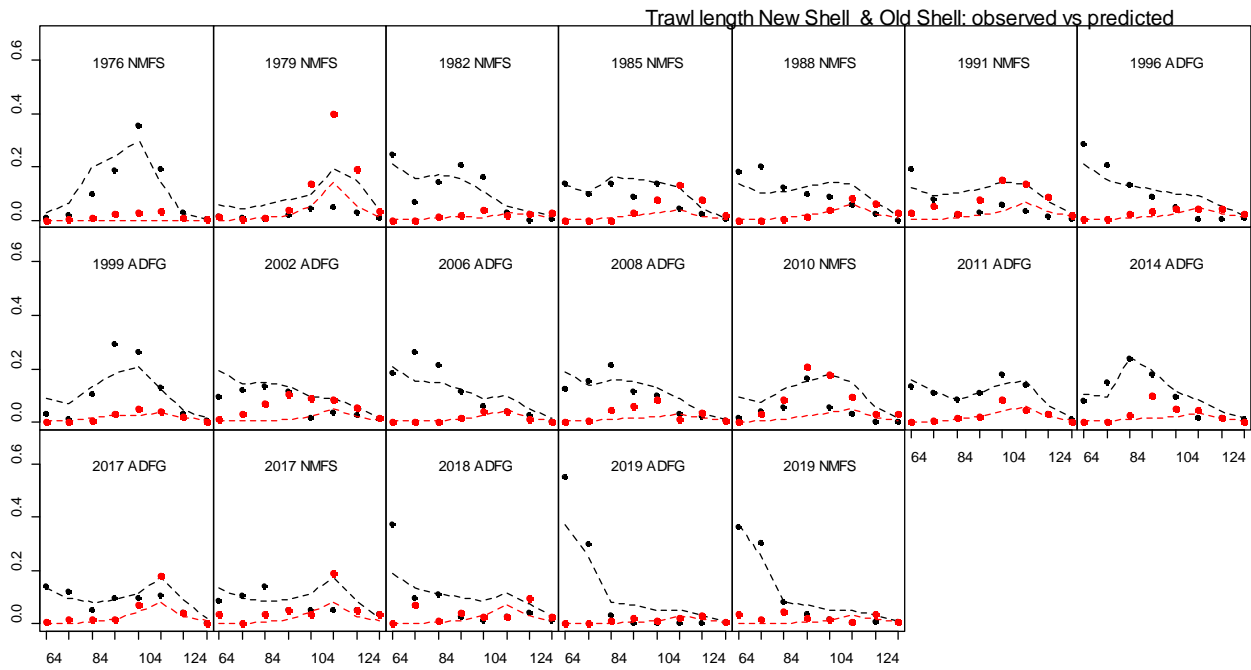 Trawl length New Shell & Old Shell: observed vs predicted
0.0 0.2 0.4 0.6
1976 NMFS 1979 NMFS 1982 NMFS 1985 NMFS 1988 NMFS 1991 NMFS 1996 ADFG
0.0 0.2 0.4 0.6
1999 ADFG 2002 ADFG 2006 ADFG 2008 ADFG 2010 NMFS 2011 ADFG 2014 ADFG
64 84 104 124 64 84 104 124
0.0 0.2 0.4 0.6
2017 ADFG 2017 NMFS 2018 ADFG 2019 ADFG 2019 NMFS
64 84 104 124 64 84 104 124 64 84 104 124 64 84 104 124 64 84 104 124